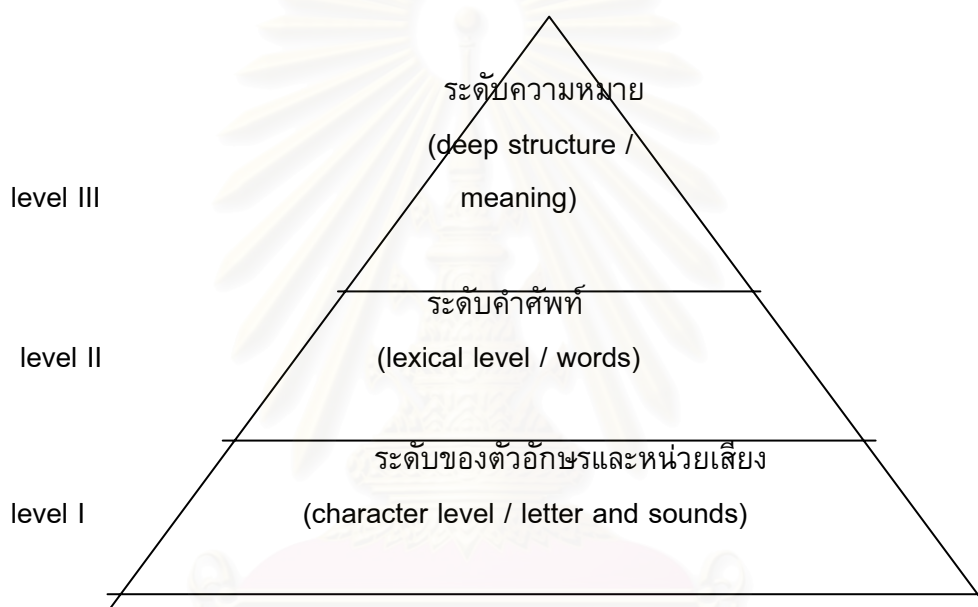 ระดับความหมาย
(deep structure /
level III meaning)
ระดับคำศัพท์
level II (lexical level / words)
ระดับของตัวอักษรและหน่วยเสียง
level I (character level / letter and sounds)